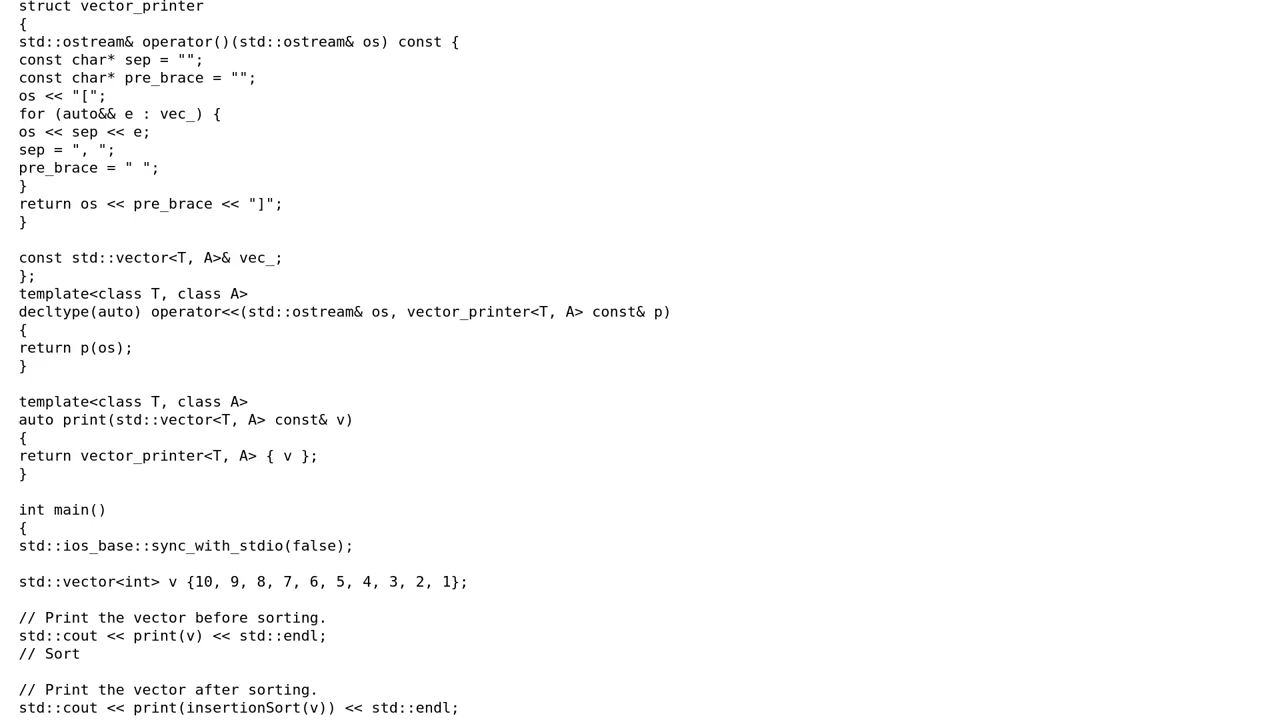 struct vector_printer
{
std::ostream& operator()(std::ostream& os) const {
const char* sep = "";
const char* pre_brace = "";
os << "[";
for (auto&& e : vec_) {
os << sep << e;
sep = ", ";
pre_brace = " ";
}
return os << pre_brace << "]";
}

const std::vector<T, A>& vec_;
};
template<class T, class A>
decltype(auto) operator<<(std::ostream& os, vector_printer<T, A> const& p)
{
return p(os);
}

template<class T, class A>
auto print(std::vector<T, A> const& v)
{
return vector_printer<T, A> { v };
}

int main()
{
std::ios_base::sync_with_stdio(false);

std::vector<int> v {10, 9, 8, 7, 6, 5, 4, 3, 2, 1};

// Print the vector before sorting.
std::cout << print(v) << std::endl;
// Sort

// Print the vector after sorting.
std::cout << print(insertionSort(v)) << std::endl;